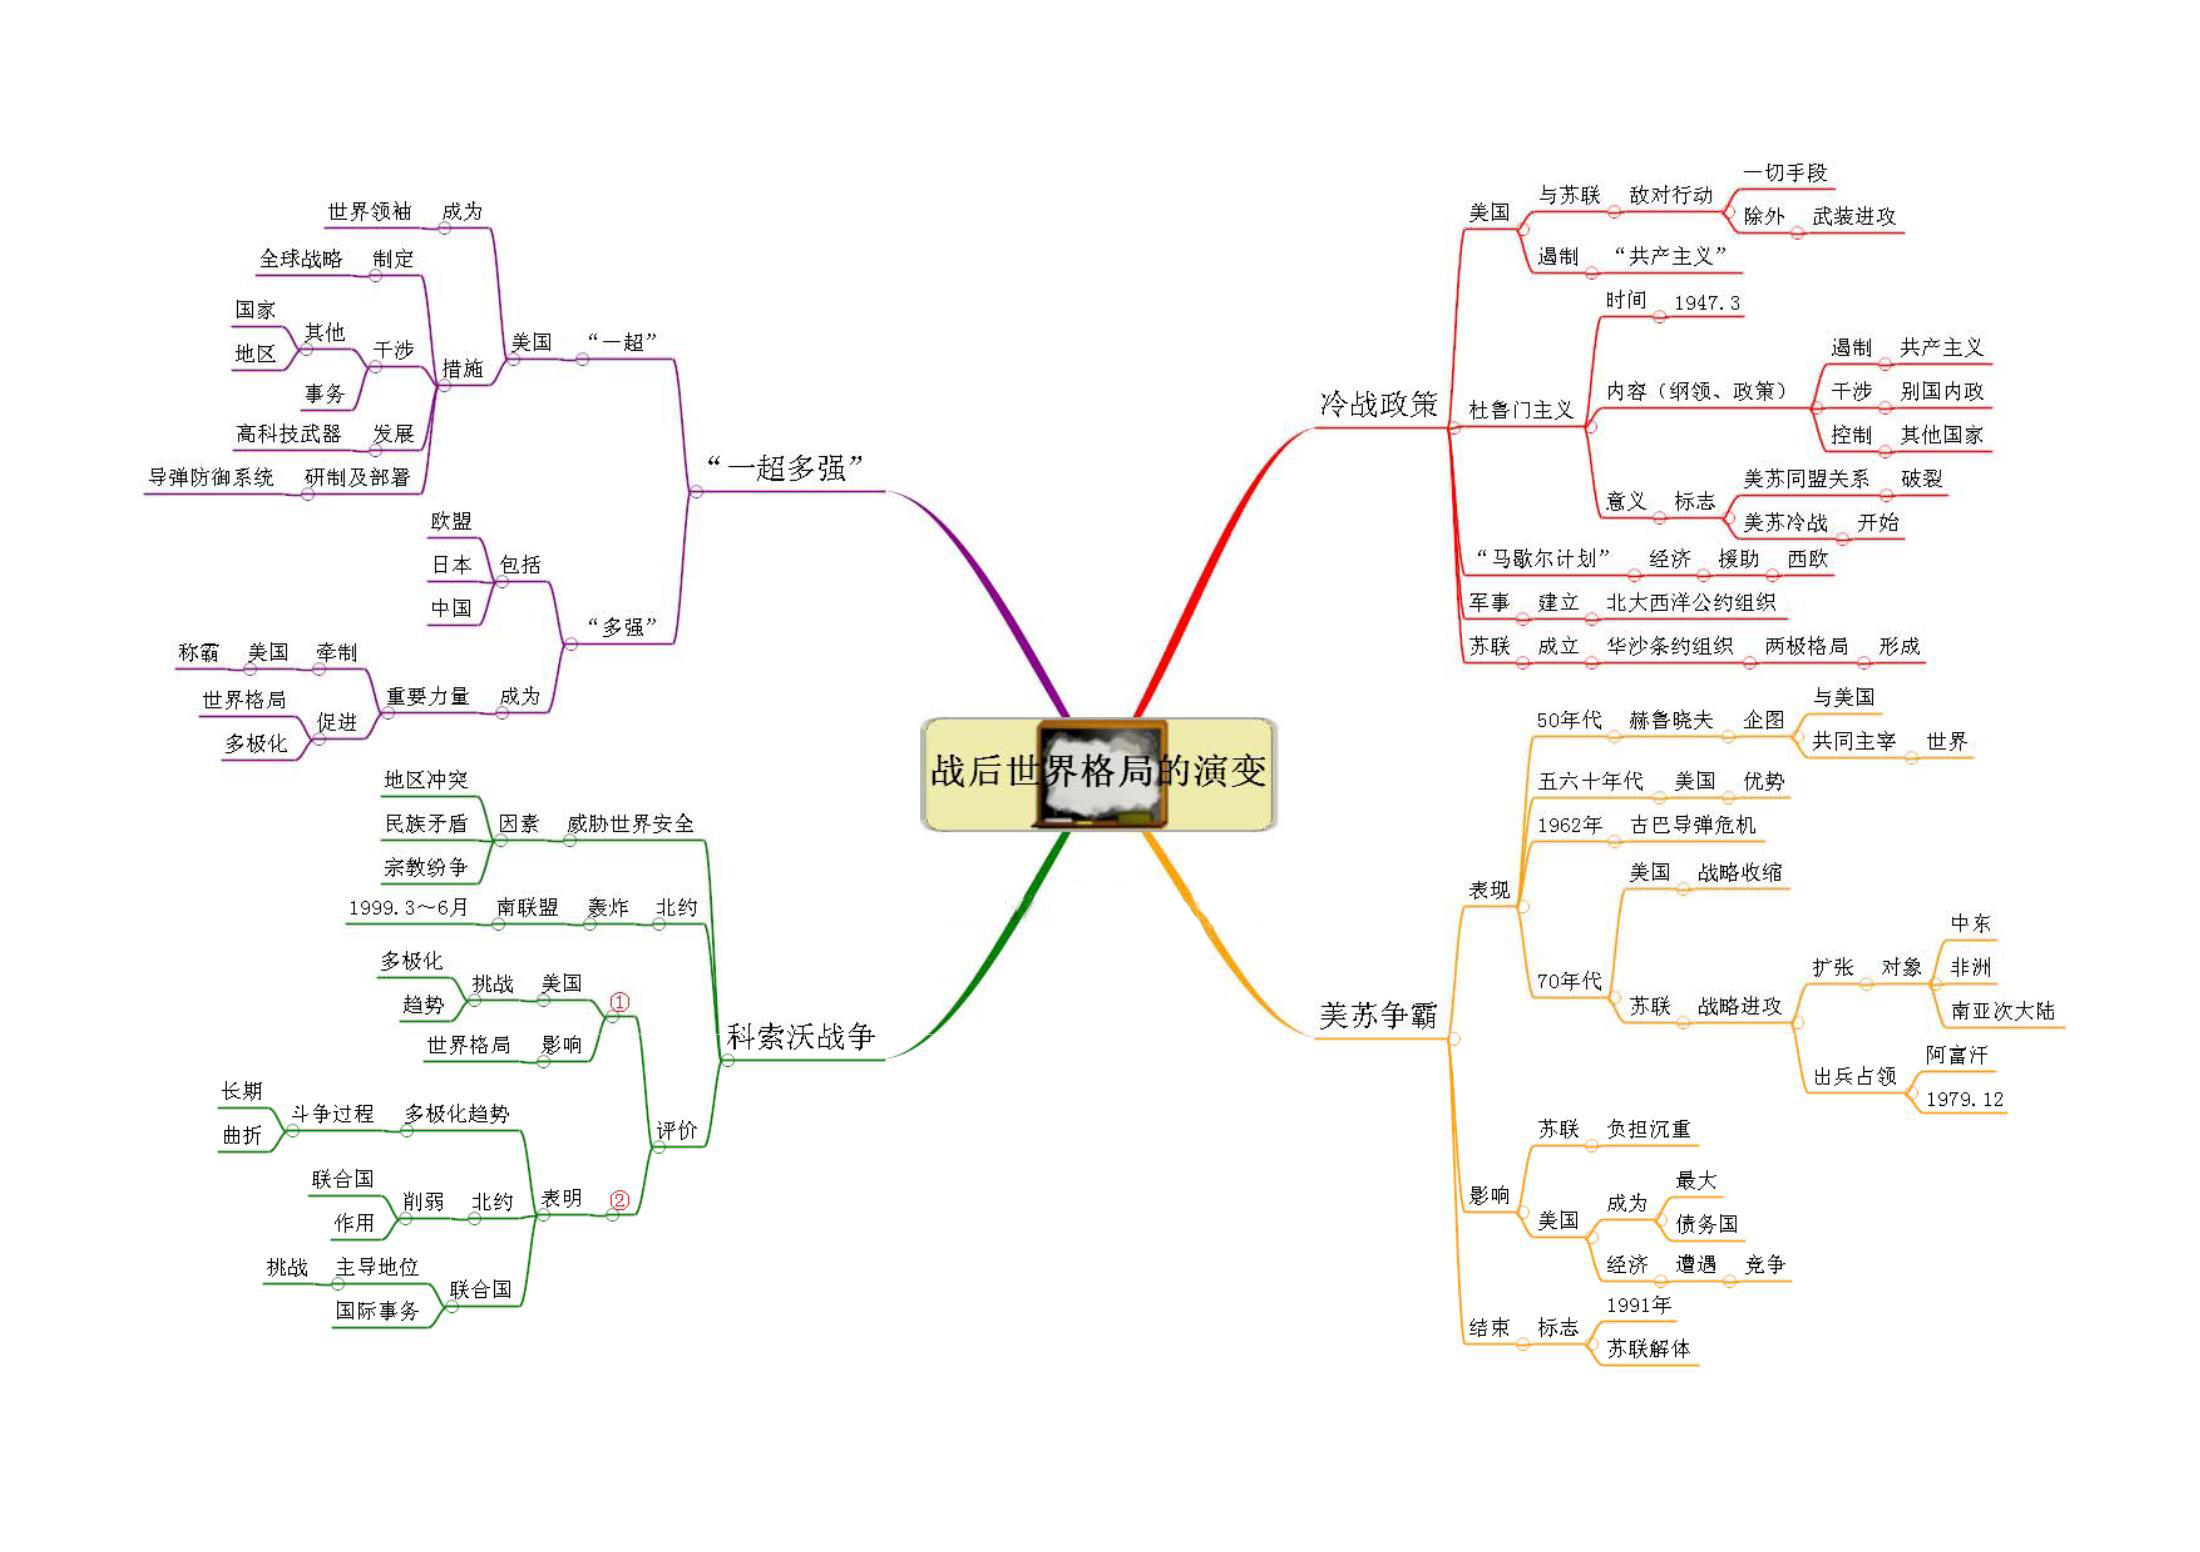 战后世界格局的演变
冷战政策
美国
与苏联 敌对行动
一切手段
除外 武装进攻
遏制 “共产主义”
杜鲁门主义
时间 1947.3
内容（纲领、政策）
遏制 共产主义
干涉 别国内政
控制 其他国家
意义 标志
美苏同盟关系 破裂
美苏冷战 开始
“马歇尔计划” 经济 援助 西欧
军事 建立 北大西洋公约组织
苏联 成立 华沙条约组织 两极格局 形成
美苏争霸
表现
50年代 赫鲁晓夫 企图
与美国
共同主宰 世界
五六十年代 美国 优势
1962年 古巴导弹危机
70年代
美国 战略收缩
苏联 战略进攻
扩张 对象
中东
非洲
南亚次大陆
出兵占领
阿富汗
1979.12
影响
苏联 负担沉重
美国
成为
最大
债务国
经济 遭遇 竞争
结束 标志
1991年
苏联解体
“一超多强”
“一超”
美国
成为
世界领袖
措施
制定
全球战略
干涉
其他
国家
地区
事务
发展
高科技武器
研制及部署
导弹防御系统
“多强”
包括
欧盟
日本
中国
成为
重要力量
牵制
美国
称霸
促进
世界格局
多极化
科索沃战争
威胁世界安全
因素
地区冲突
民族矛盾
宗教纷争
北约
轰炸
南联盟
1999.3～6月
评价
①
美国
挑战
多极化
趋势
影响
世界格局
②
表明
多极化趋势
斗争过程
长期
曲折
北约
削弱
联合国
作用
联合国
主导地位
挑战
国际事务